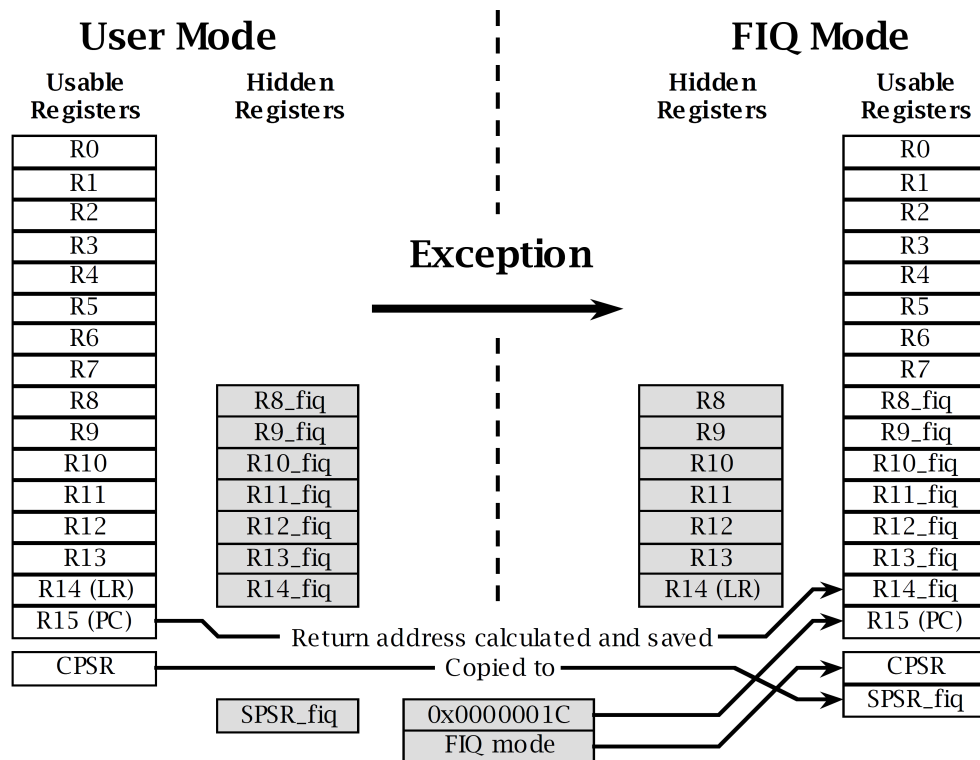 User Mode
FIQ Mode
Usable
Registers
Hidden
Registers
Hidden
Registers
Usable
Registers
R0
R1
R2
R3
R4
R5
R6
R7
R8
R9
R10
R11
R12
R13
R14 (LR)
R15 (PC)
CPSR
R8_fiq
R9_fiq
R10_fiq
R11_fiq
R12_fiq
R13_fiq
R14_fiq
SPSR_fiq
Exception
Return address calculated and saved
Copied to
0x0000001C
FIQ mode
R8
R9
R10
R11
R12
R13
R14 (LR)
R0
R1
R2
R3
R4
R5
R6
R7
R8_fiq
R9_fiq
R10_fiq
R11_fiq
R12_fiq
R13_fiq
R14_fiq
R15 (PC)
CPSR
SPSR_fiq